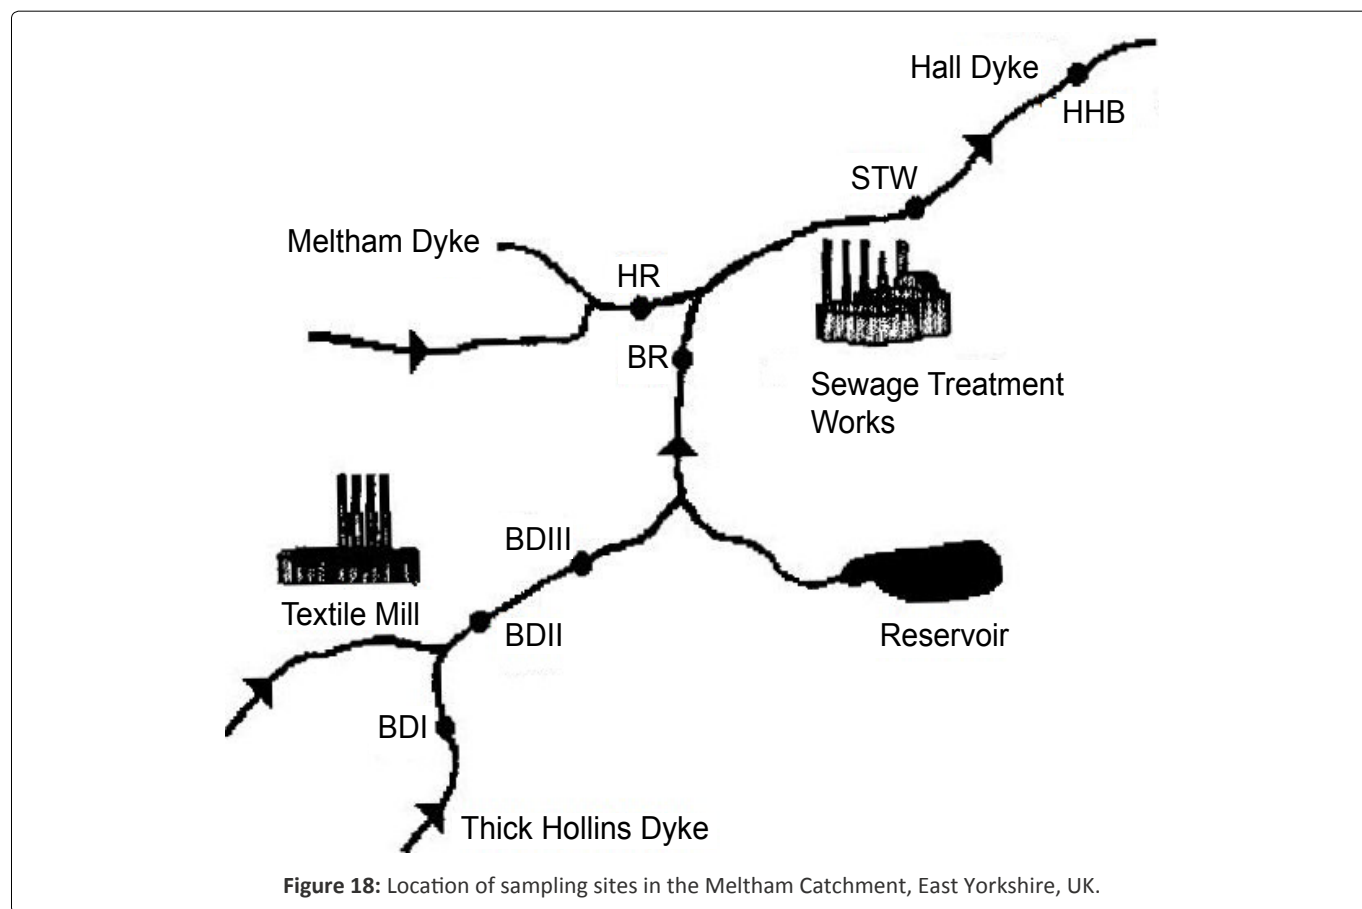 Hall Dyke
HHB
STW
Meltham Dyke
HR
BR
Sewage Treatment
Works
BDIII
Textile Mill
BDII
Reservoir
BDI
Thick Hollins Dyke
Figure 18: Location of sampling sites in the Meltham Catchment, East Yorkshire, UK.